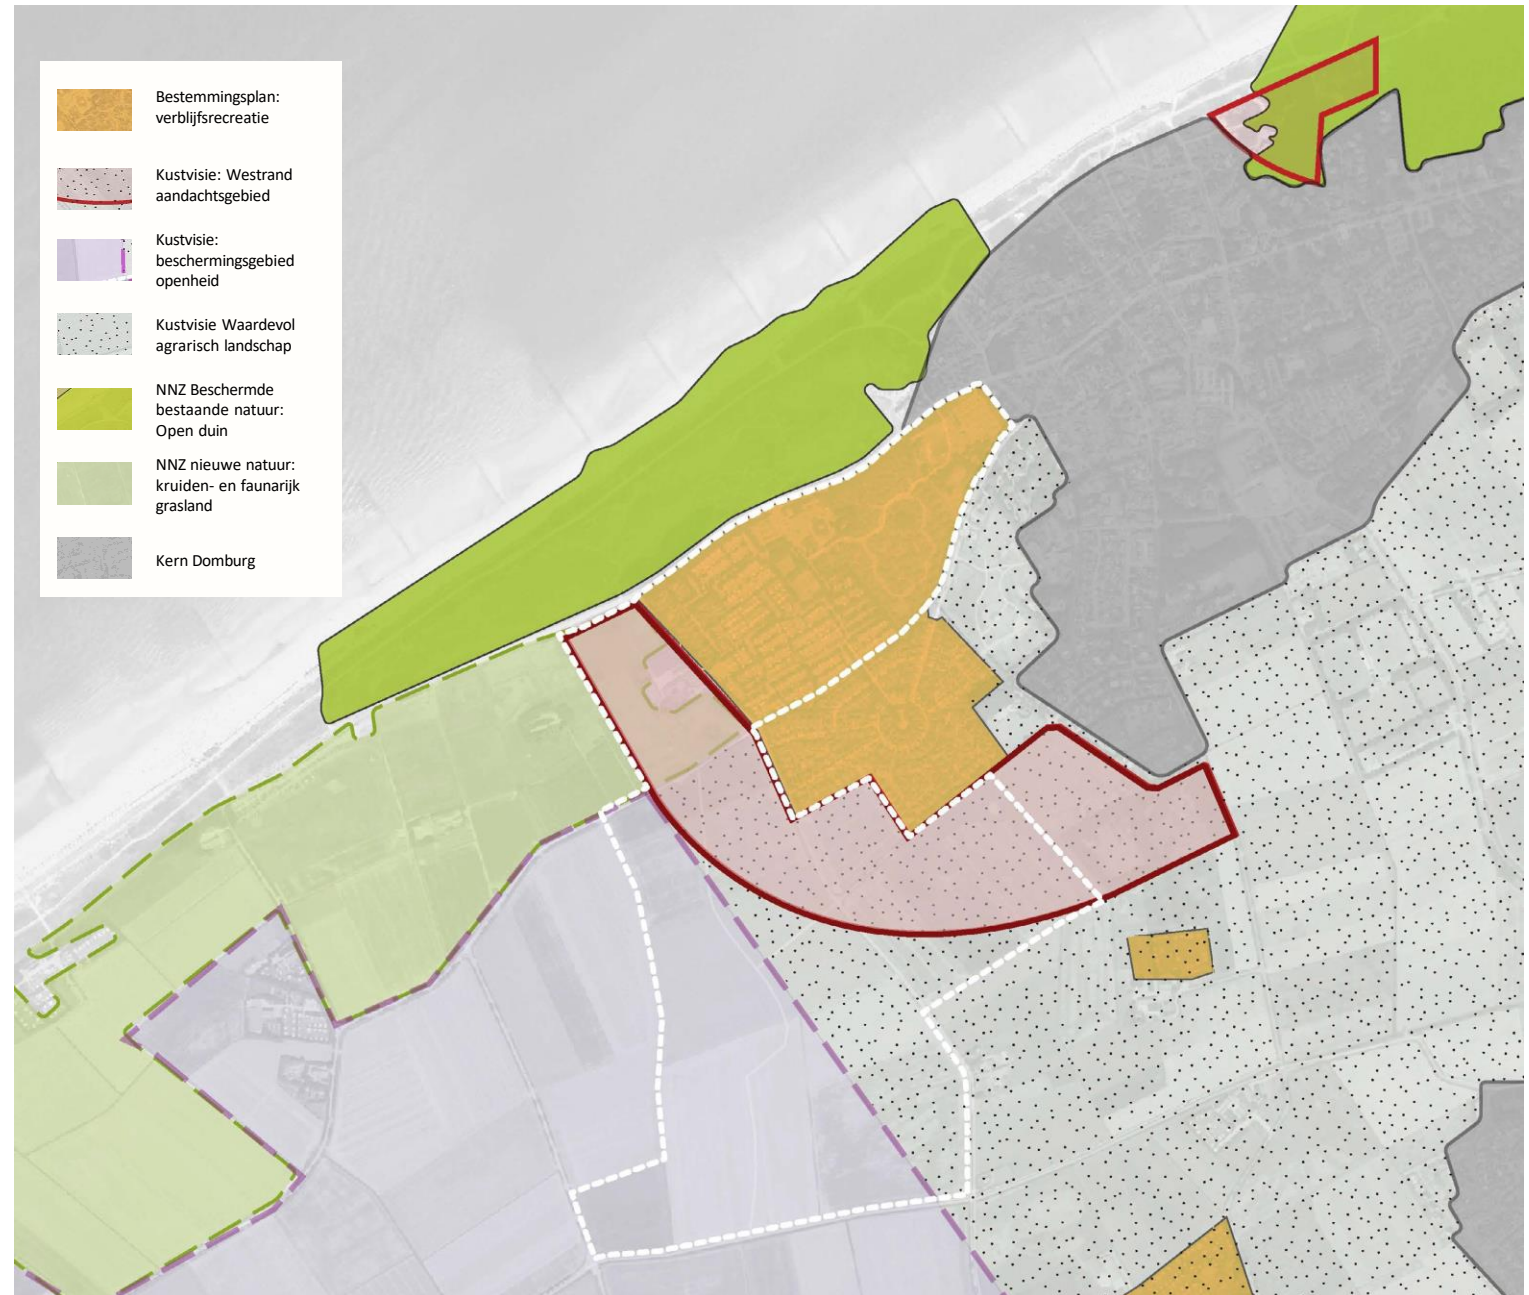 Bestemmingsplan:
verblijfsrecreatie
Kustvisie: Westrand
aandachtsgebied
Kustvisie:
beschermingsgebied
openheid
Kustvisie Waardevol
agrarisch landschap
NNZ Beschermde
bestaande natuur:
Open duin
NNZ nieuwe natuur:
kruiden- en faunarijk
grasland
Kern Domburg